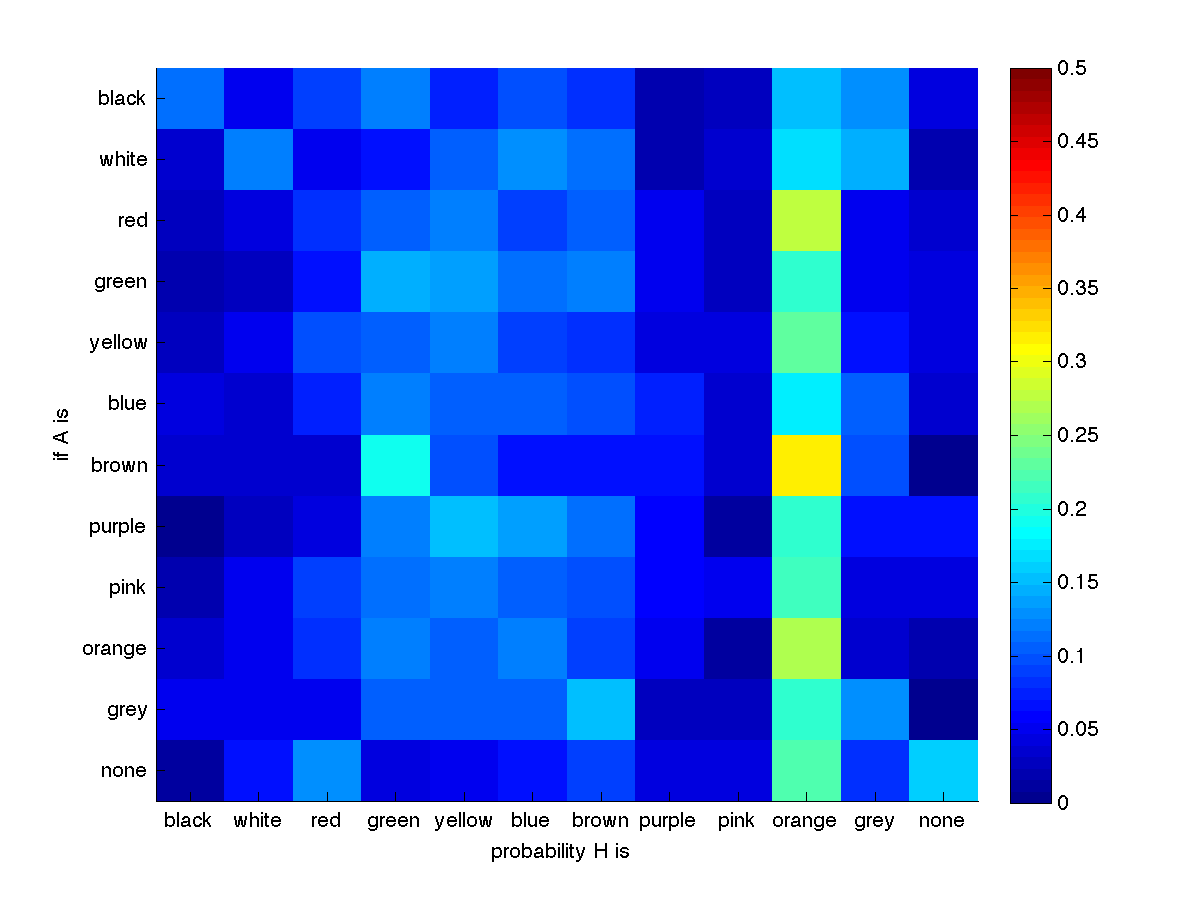 black
white
red
green
yellow
blue
brown
purple
pink
orange
grey
none
if A is
black white red green yellow blue brown purple pink orange grey none
probability H is
0.5
0.45
0.4
0.35
0.3
0.25
0.2
0.15
0.1
0.05
0